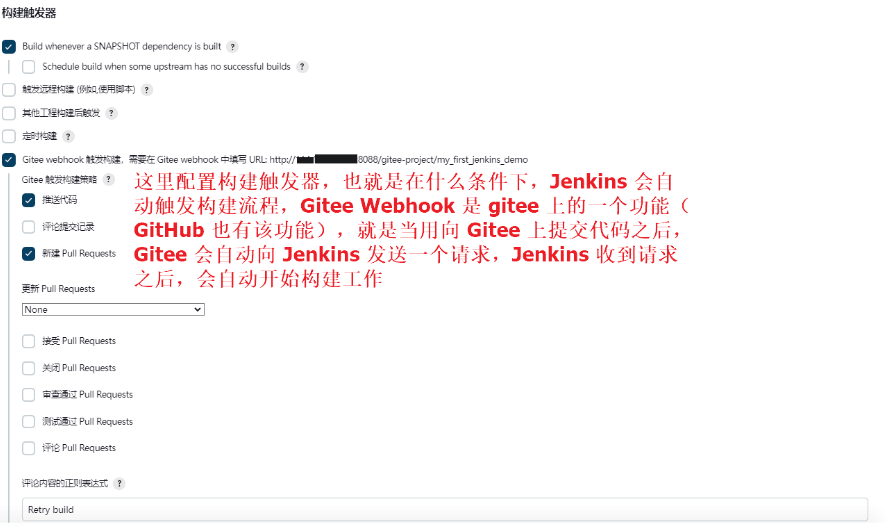 构建触发器
Build whenever a SNAPSHOT dependency is built ?
Schedule build when some upstream has no successful builds ?
触发远程构建 (例如,使用脚本) ?
其他工程构建后触发 ?
定时构建 ?
Gitee webhook 触发构建，需要在 Gitee webhook 中填写 URL: http:// 8088/gitee-project/my_first_jenkins_demo
Gitee 触发构建策略 ?
推送代码
评论提交记录
新建 Pull Requests
这里配置构建触发器，也就是在什么条件下，Jenkins 会自
动触发构建流程，Gitee Webhook 是 gitee 上的一个功能（
GitHub 也有该功能），就是当用向 Gitee 上提交代码之后，
Gitee 会自动向 Jenkins 发送一个请求，Jenkins 收到请求
之后，会自动开始构建工作
更新 Pull Requests
None
接受 Pull Requests
关闭 Pull Requests
审查通过 Pull Requests
测试通过 Pull Requests
评论 Pull Requests
评论内容的正则表达式 ?
Retry build